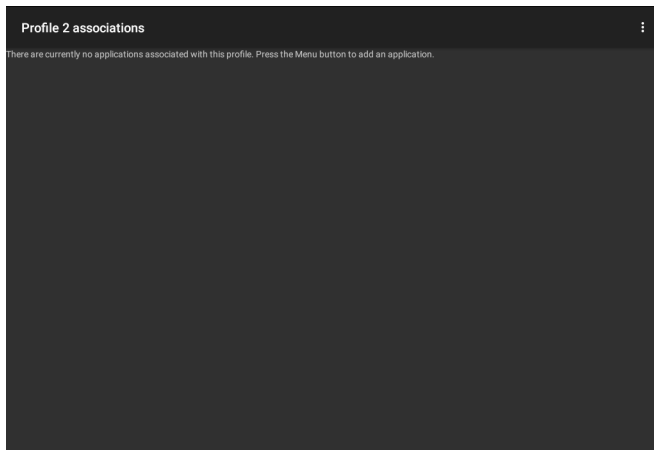 Profile 2 associations
There are currently no applications associated with this profile. Press the Menu button to add an application.